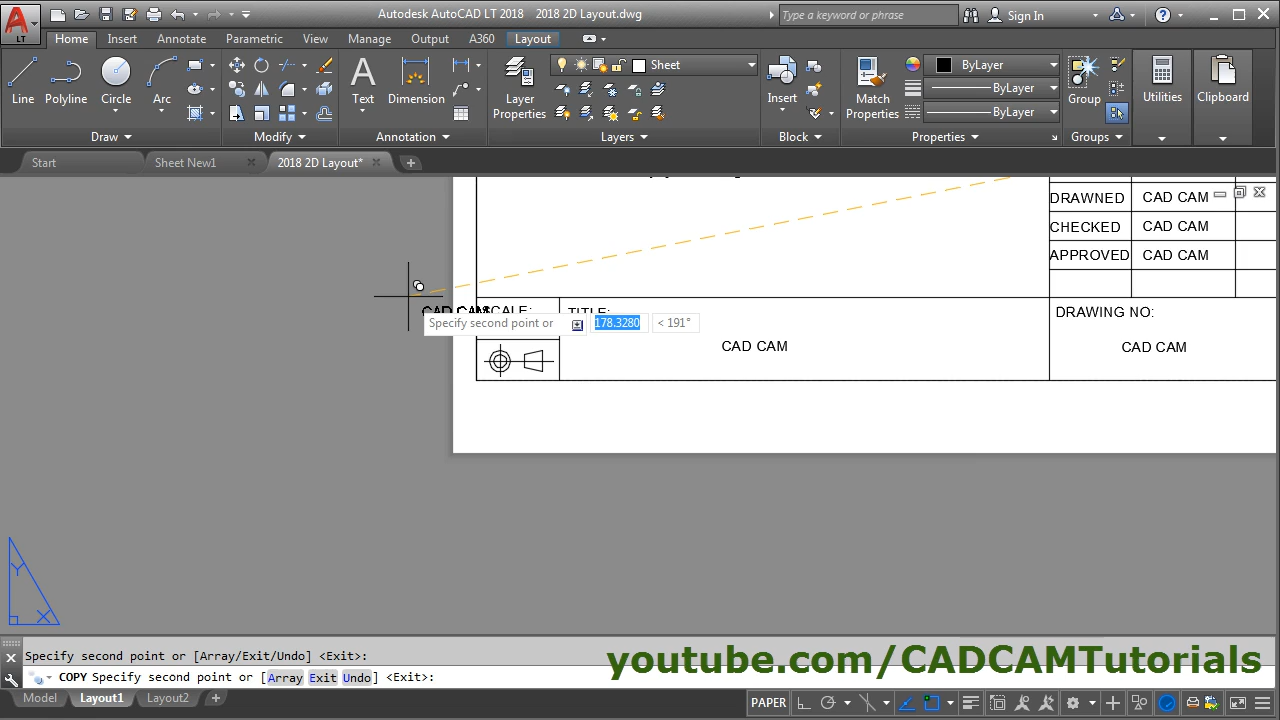 Autodesk AutoCAD LT 2018 2018 2D Layout.dwg
Type a keyword or phrase
Sign In
LT
Home Insert Annotate Parametric View Manage Output A360 Layout
Line Polyline Circle Arc
Text Dimension
Layer Properties
Sheet
Insert
Match Properties
ByLayer
ByLayer
ByLayer
Group
Utilities
Clipboard
Draw Modify Annotation Layers Block Properties Groups
Start Sheet New1 2018 2D Layout*
DRAWNED CAD CAM
CHECKED CAD CAM
APPROVED CAD CAM
CAD CAM SCALE: TITLE: DRAWING NO:
Specify second point or 178.3280 < 191°
CAD CAM CAD CAM
Y
X
Specify second point or [Array/Exit/Undo] <Exit>:
COPY Specify second point or [Array Exit Undo] <Exit>:
youtube.com/CADCAMTutorials
Model Layout1 Layout2
PAPER